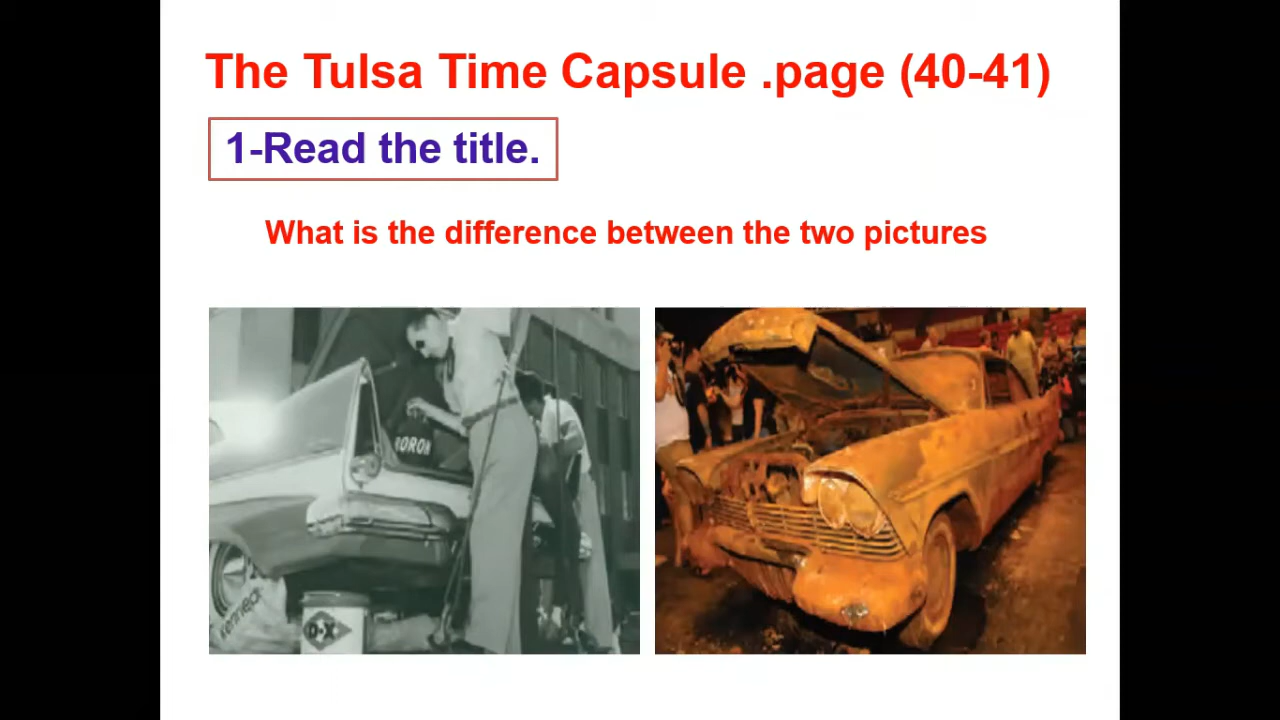 The Tulsa Time Capsule .page (40-41)
1-Read the title.
What is the difference between the two pictures
D-X